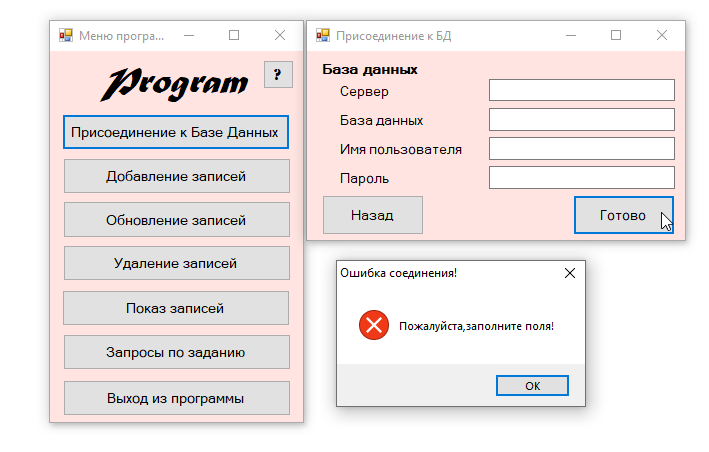 Меню програ...
Program
?
Присоединение к Базе Данных
Добавление записей
Обновление записей
Удаление записей
Показ записей
Запросы по заданию
Выход из программы
Присоединение к БД
База данных
Сервер
База данных
Имя пользователя
Пароль
Назад
Готово
Ошибка соединения!
Пожалуйста,заполните поля!
ОК